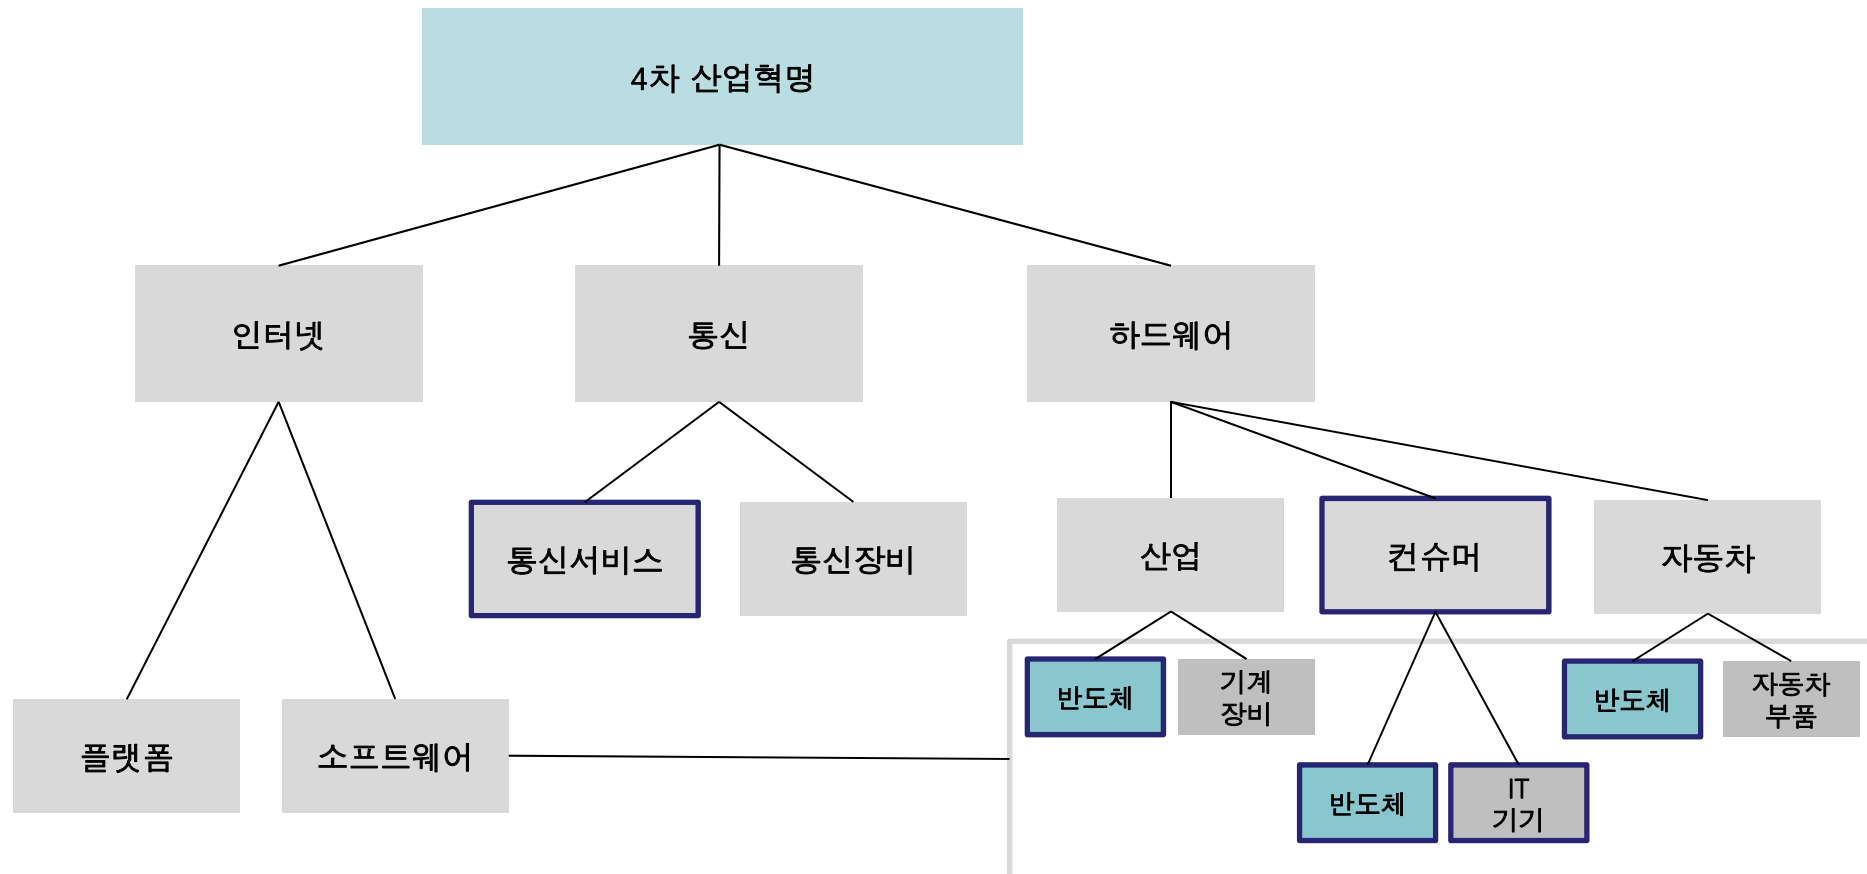 4차 산업혁명
인터넷
통신
하드웨어
통신서비스
통신장비
산업
컨슈머
자동차
반도체
기계
장비
반도체
자동차
부품
플랫폼
소프트웨어
반도체
IT
기기